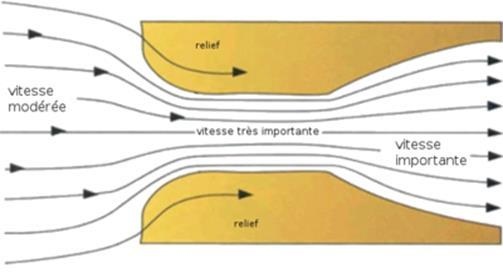 relief
vitesse
modérée
vitesse très importante
vitesse
importante
relief